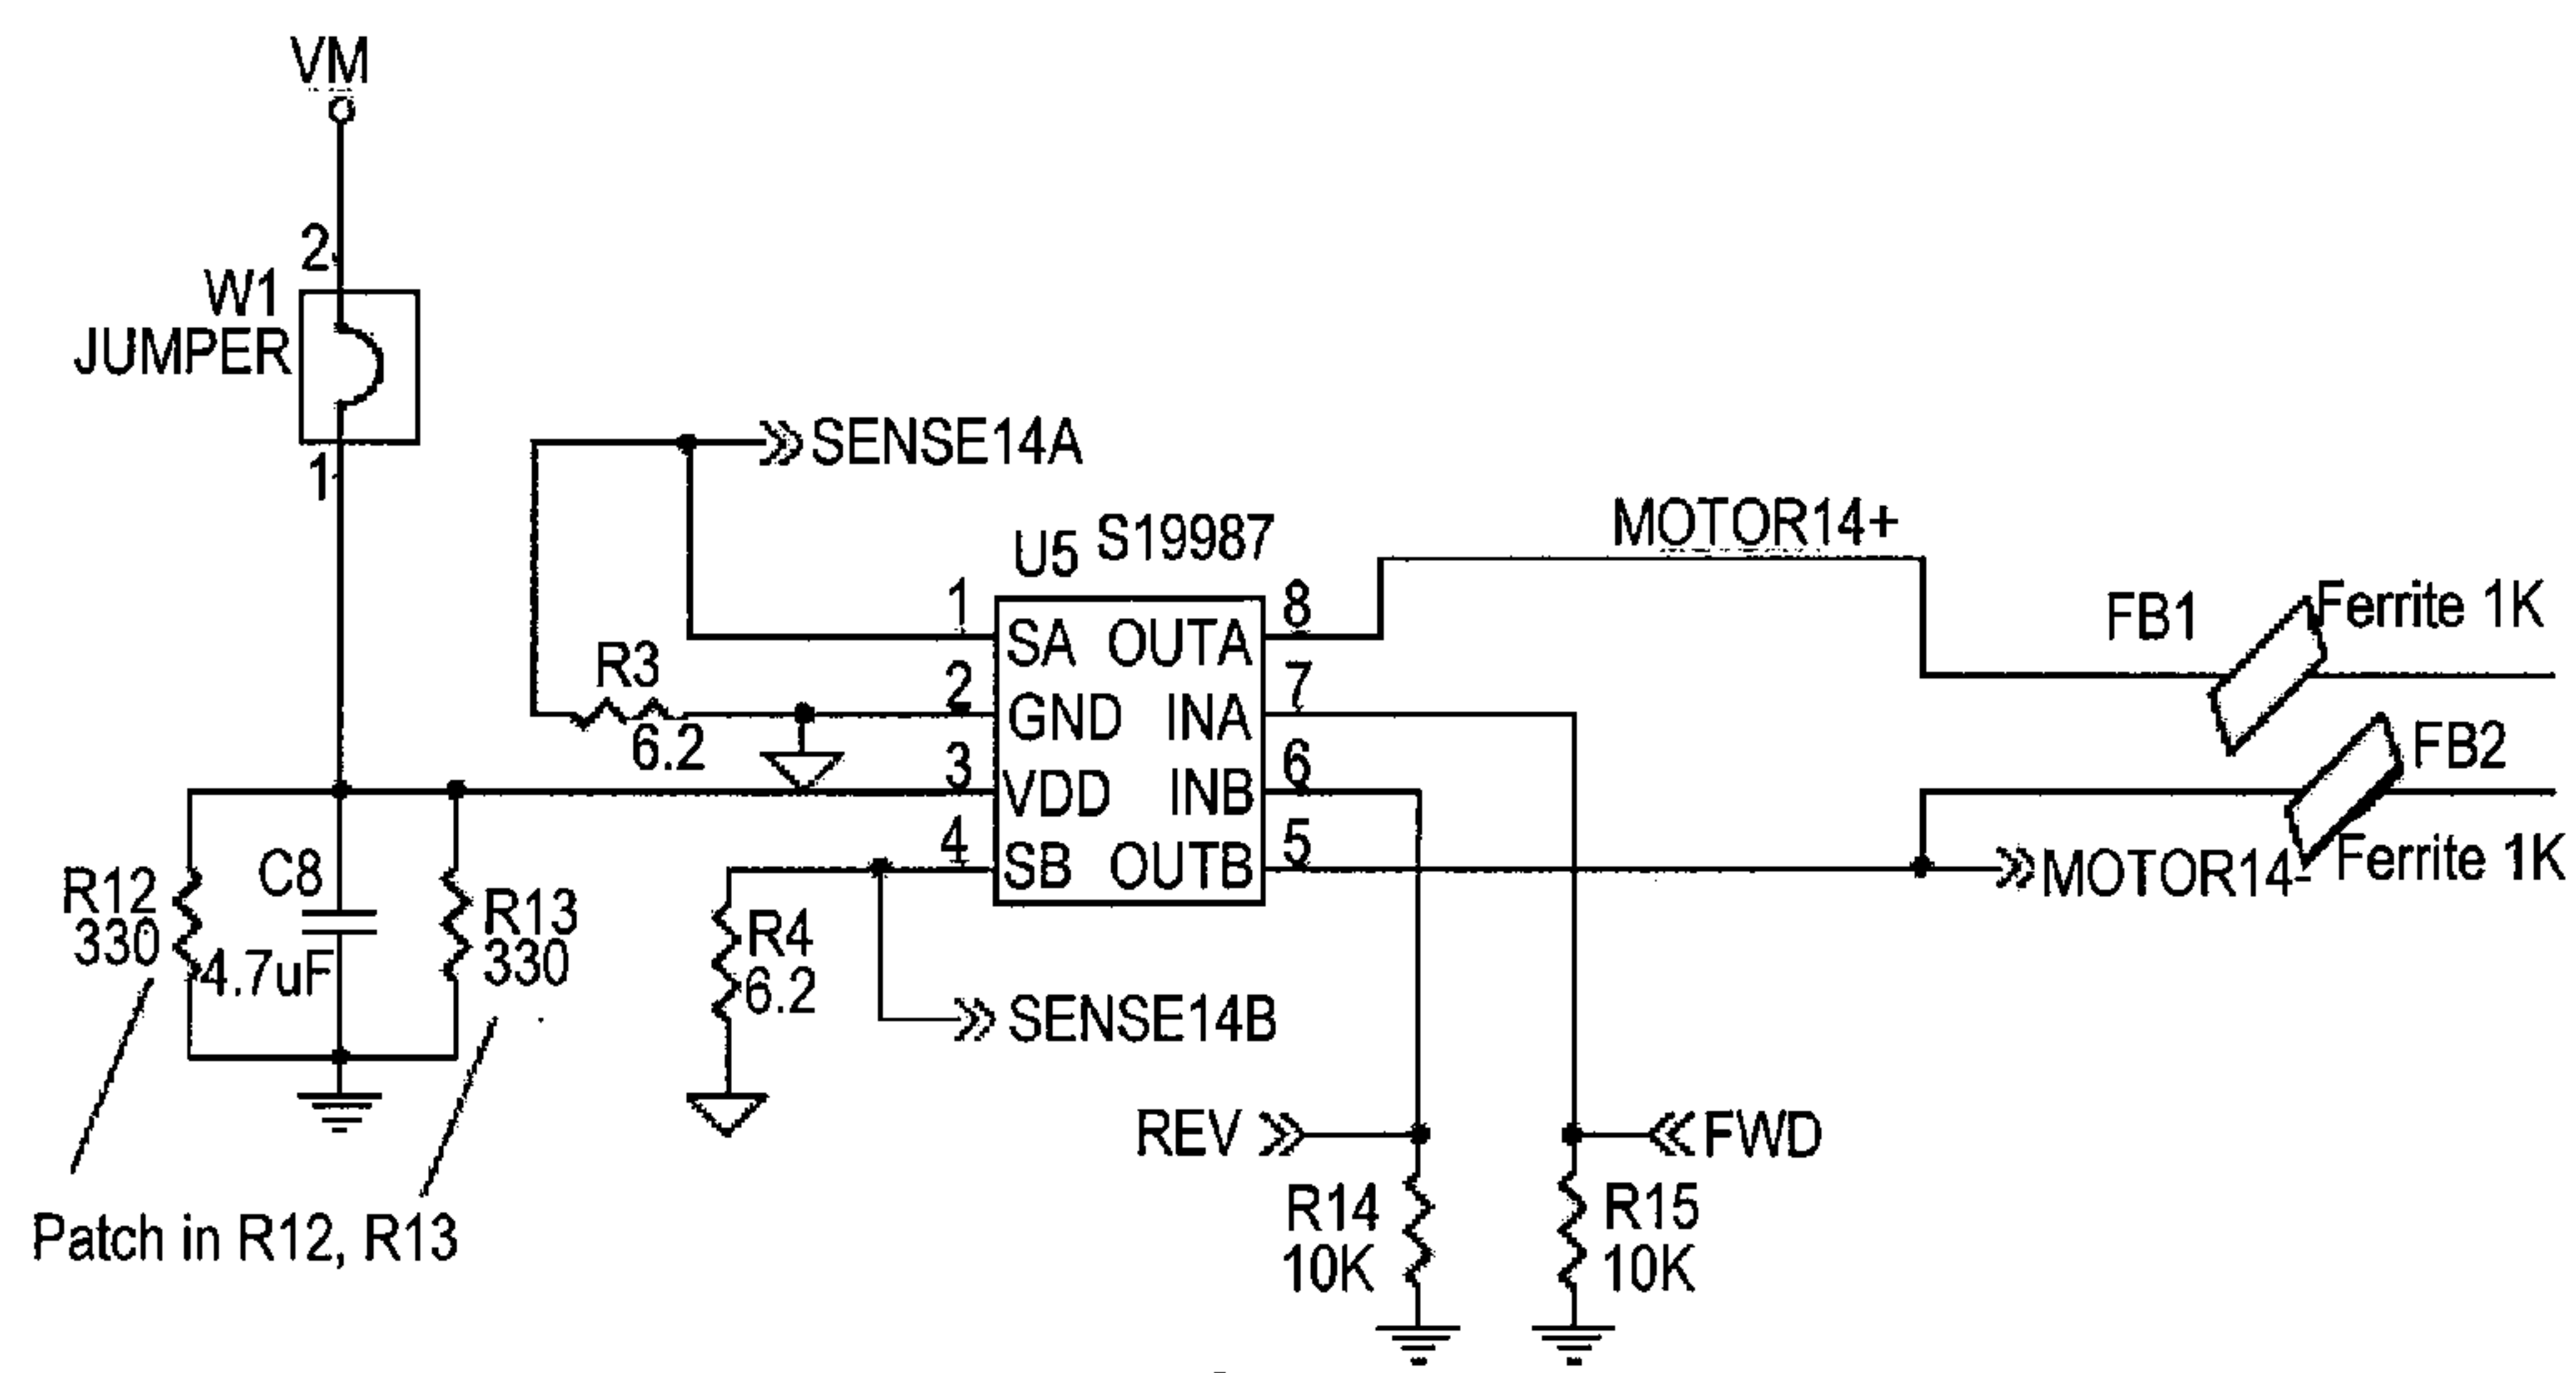 VM
2
W1
JUMPER
1
SENSE14A
U5 S19987
MOTOR14+
1 SA OUTA 8
2 GND INA 7
3 VDD INB 6
4 SB OUTB 5
R3
6.2
FB1 Ferrite 1K
FB2
Ferrite 1K
MOTOR14-
R12
330
C8
4.7uF
R13
330
R4
6.2
SENSE14B
REV
FWD
R14
10K
R15
10K
Patch in R12, R13